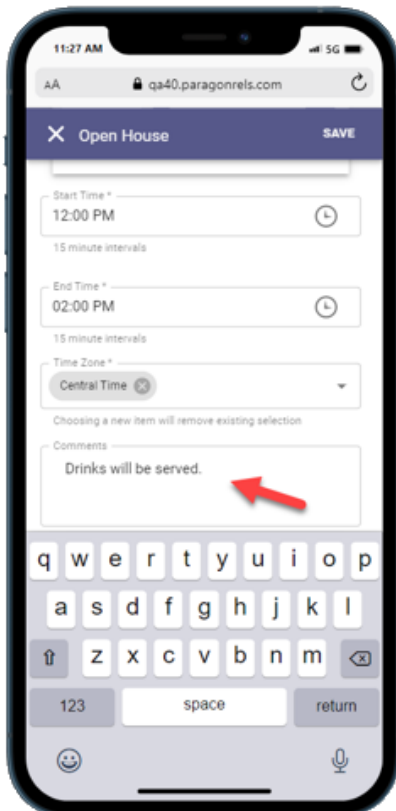 11:27 AM 5G
AA qa40.paragonrels.com
Open House SAVE
Start Time *
12:00 PM
15 minute intervals
End Time *
02:00 PM
15 minute intervals
Time Zone *
Central Time
Choosing a new item will remove existing selection
Comments
Drinks will be served.
q w e r t y u i o p
a s d f g h j k l
z x c v b n m
123 space return